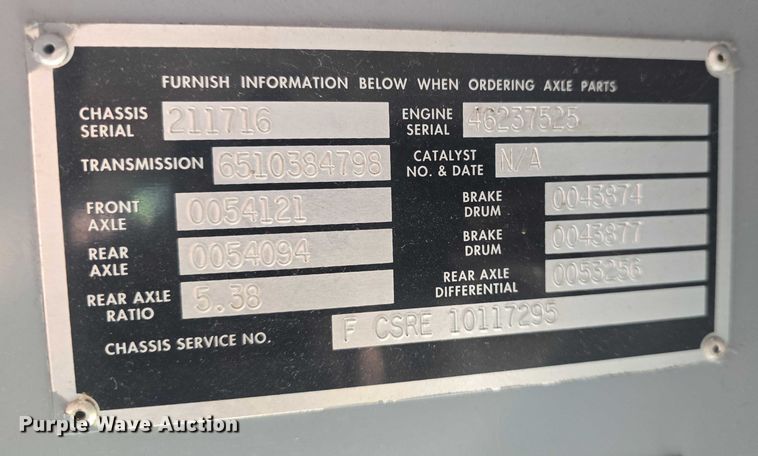 FURNISH INFORMATION BELOW WHEN ORDERING AXLE PARTS
CHASSIS SERIAL 211716 ENGINE SERIAL 46237525
TRANSMISSION 6510384798 CATALYST NO. & DATE N/A
FRONT AXLE 0054121 BRAKE DRUM 0043874
REAR AXLE 0054094 BRAKE DRUM 0043877
REAR AXLE RATIO 5.38 REAR AXLE DIFFERENTIAL 0053256
CHASSIS SERVICE NO. F CSRE 10117295
Purple Wave Auction